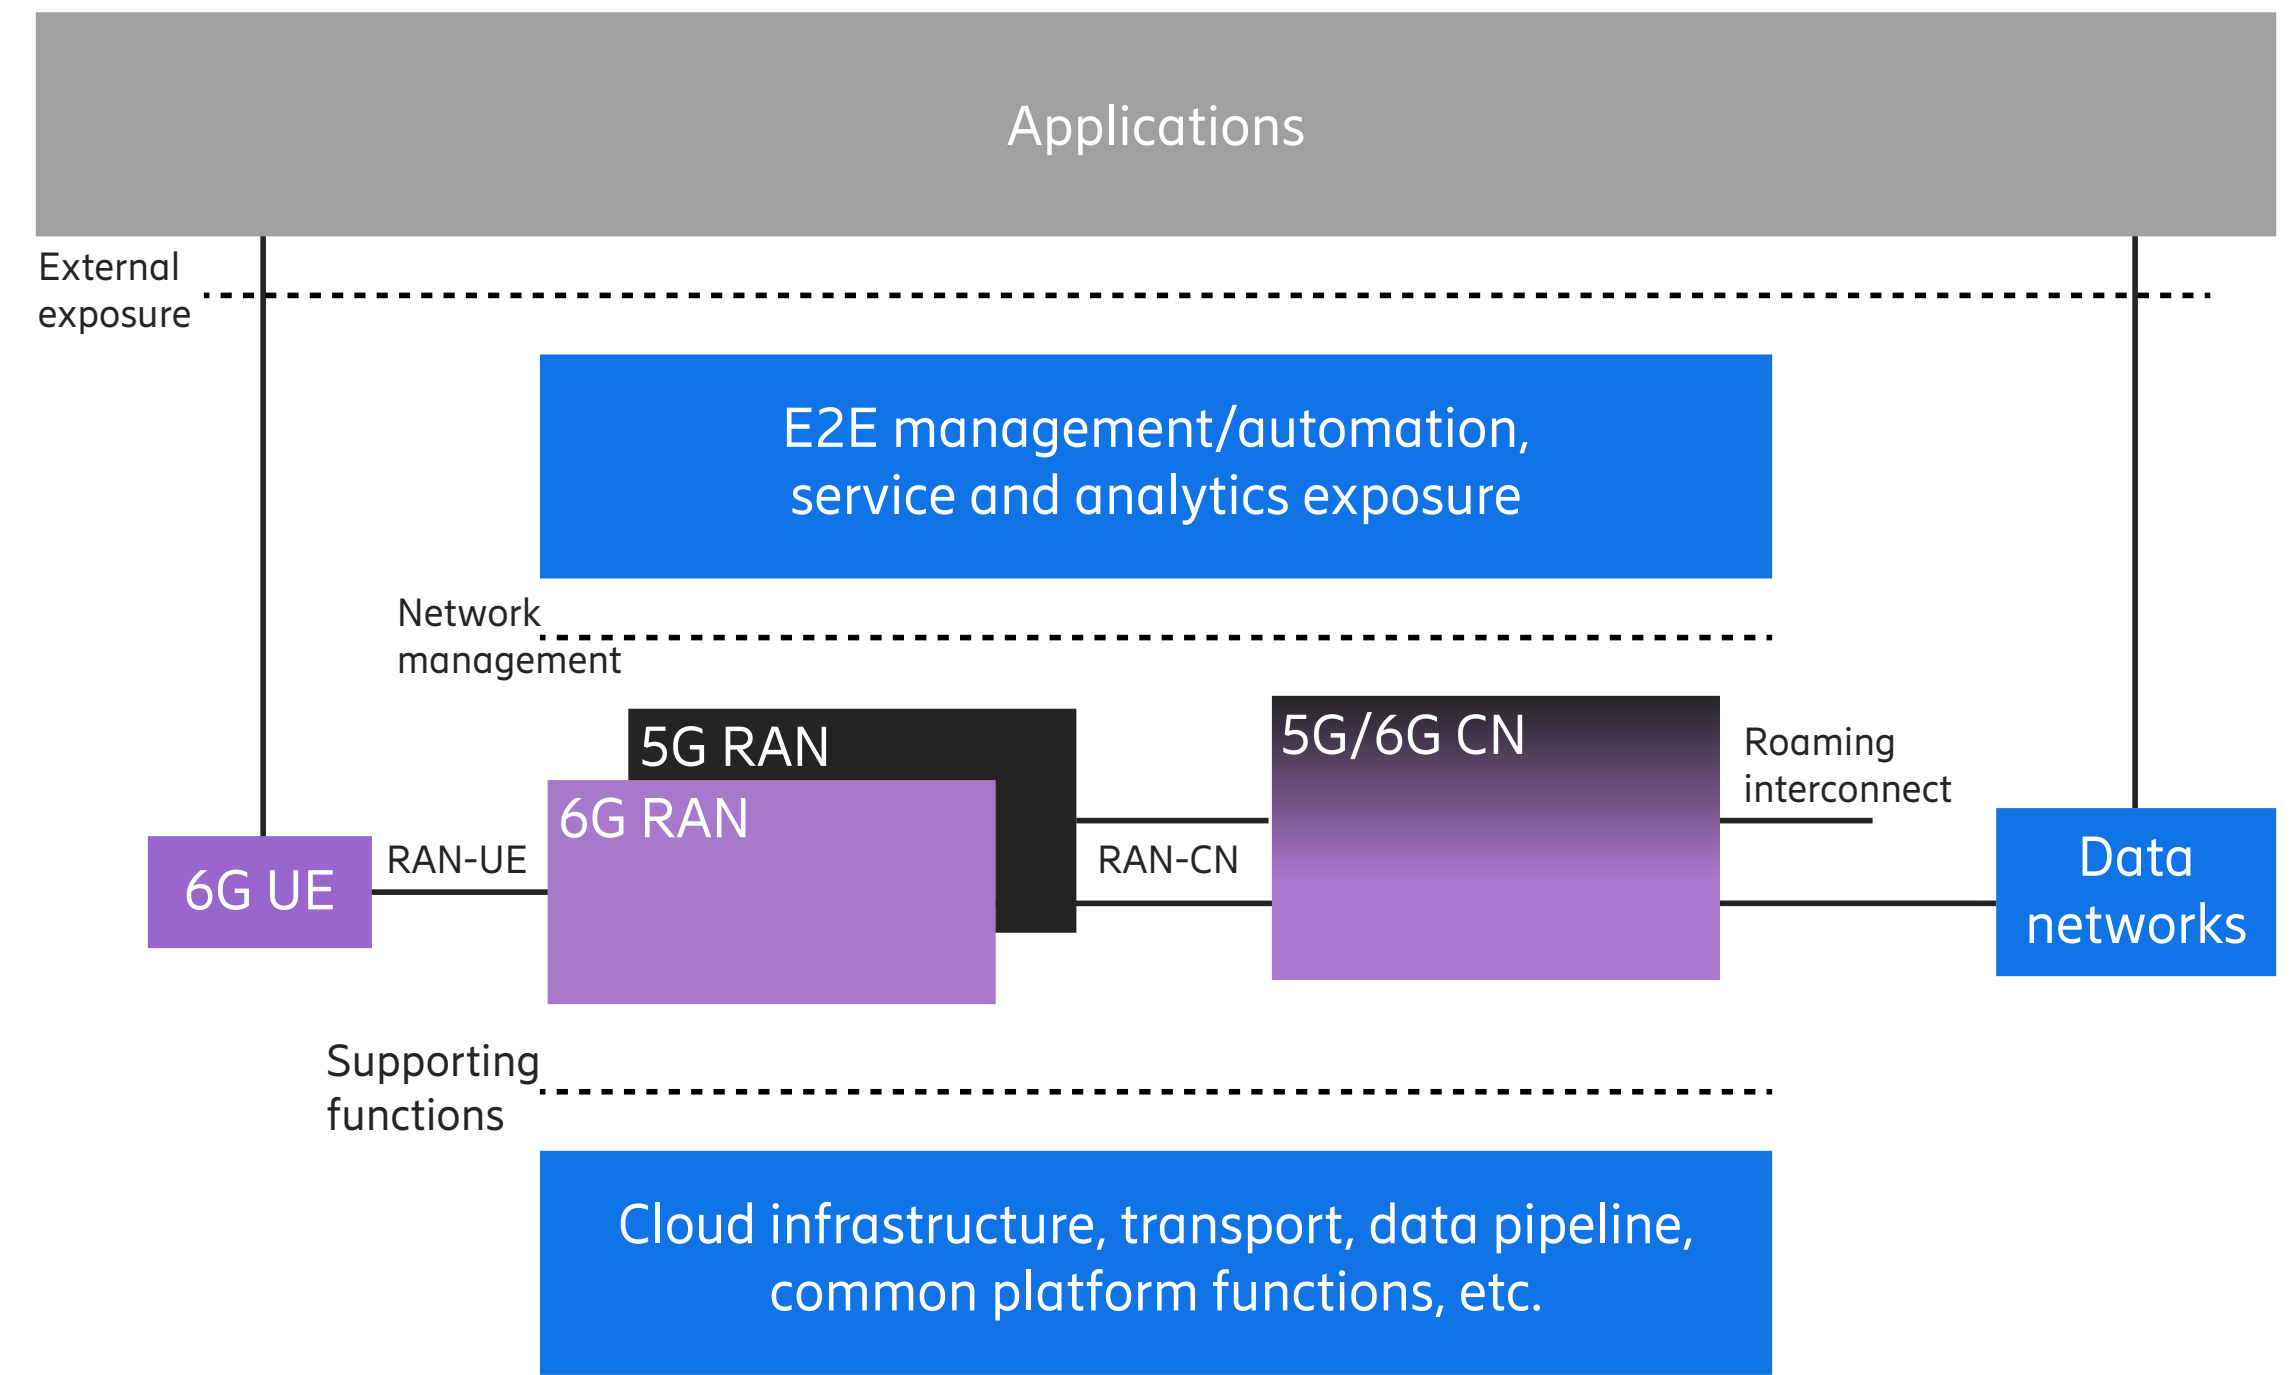 Applications
External
exposure
E2E management/automation,
service and analytics exposure
Network
management
5G RAN
6G RAN
5G/6G CN
Roaming
interconnect
6G UE
RAN-UE
RAN-CN
Data
networks
Supporting
functions
Cloud infrastructure, transport, data pipeline,
common platform functions, etc.